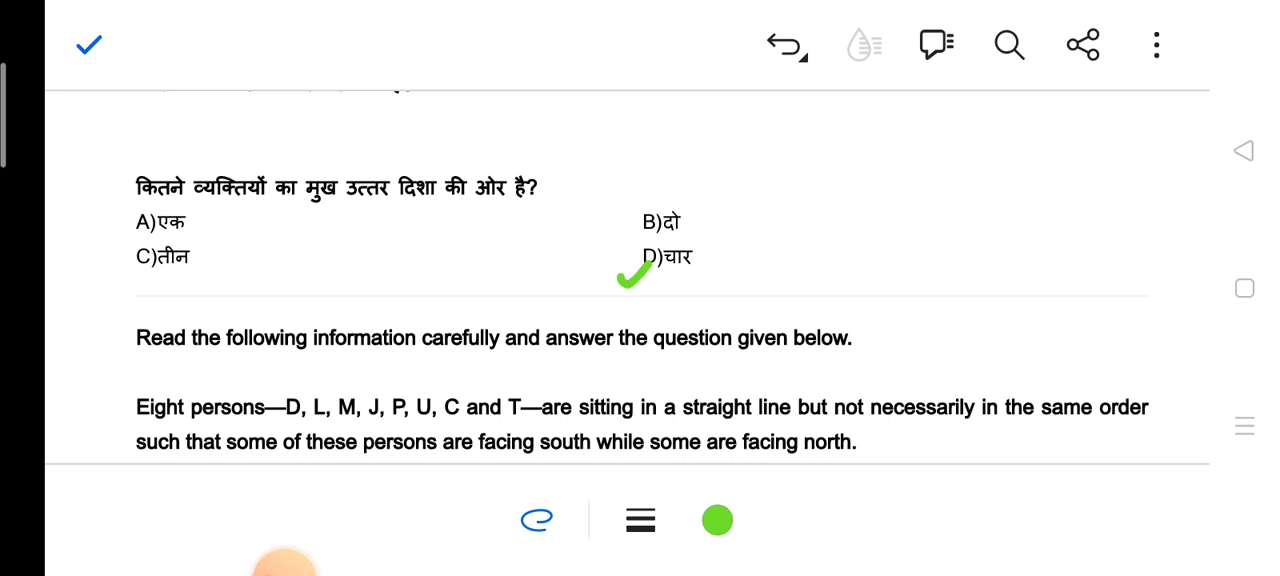 कितने व्यक्तियों का मुख उत्तर दिशा की ओर है?
A)एक B)दो
C)तीन D)चार
Read the following information carefully and answer the question given below.
Eight persons—D, L, M, J, P, U, C and T—are sitting in a straight line but not necessarily in the same order
such that some of these persons are facing south while some are facing north.